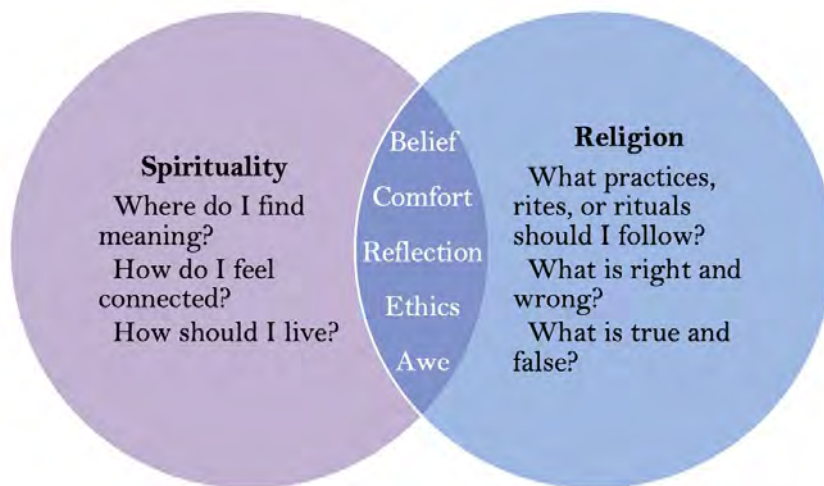 Spirituality
Where do I find
meaning?
How do I feel
connected?
How should I live?
Belief
Comfort
Reflection
Ethics
Awe
Religion
What practices,
rites, or rituals
should I follow?
What is right and
wrong?
What is true and
false?